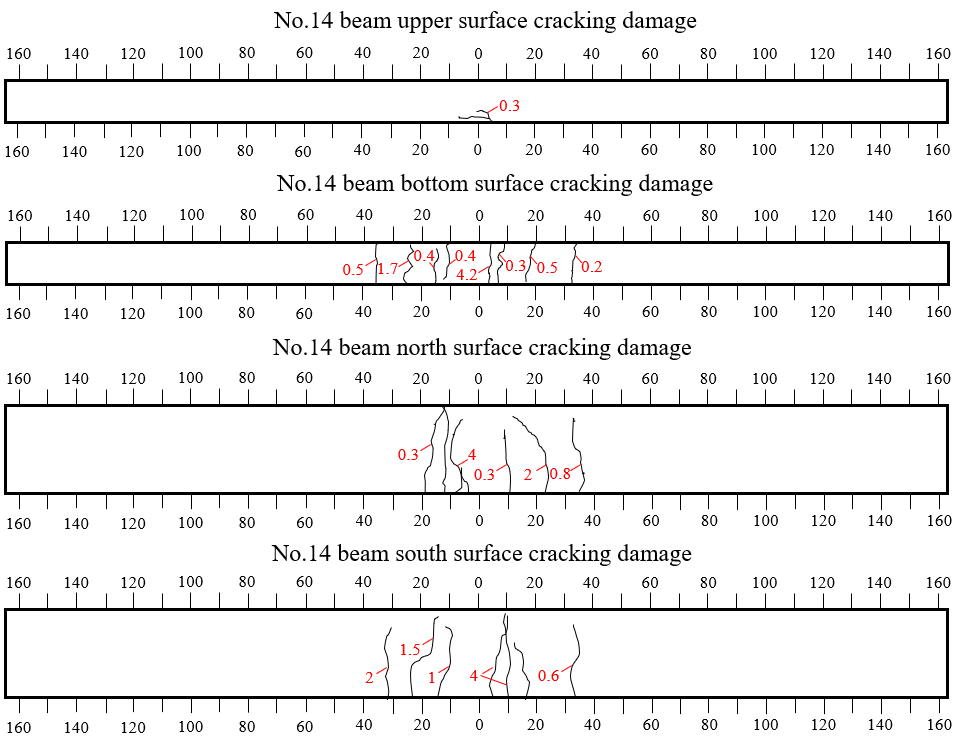 No.14 beam upper surface cracking damage
160 140 120 100 80 60 40 20 0 20 40 60 80 100 120 140 160
0.3
160 140 120 100 80 60 40 20 0 20 40 60 80 100 120 140 160
No.14 beam bottom surface cracking damage
160 140 120 100 80 60 40 20 0 20 40 60 80 100 120 140 160
0.5 1.7 0.4 0.4 4.2 0.3 0.5 0.2
160 140 120 100 80 60 40 20 0 20 40 60 80 100 120 140 160
No.14 beam north surface cracking damage
160 140 120 100 80 60 40 20 0 20 40 60 80 100 120 140 160
0.3 4 0.3 2 0.8
160 140 120 100 80 60 40 20 0 20 40 60 80 100 120 140 160
No.14 beam south surface cracking damage
160 140 120 100 80 60 40 20 0 20 40 60 80 100 120 140 160
2 1.5 1 4 0.6
160 140 120 100 80 60 40 20 0 20 40 60 80 100 120 140 160